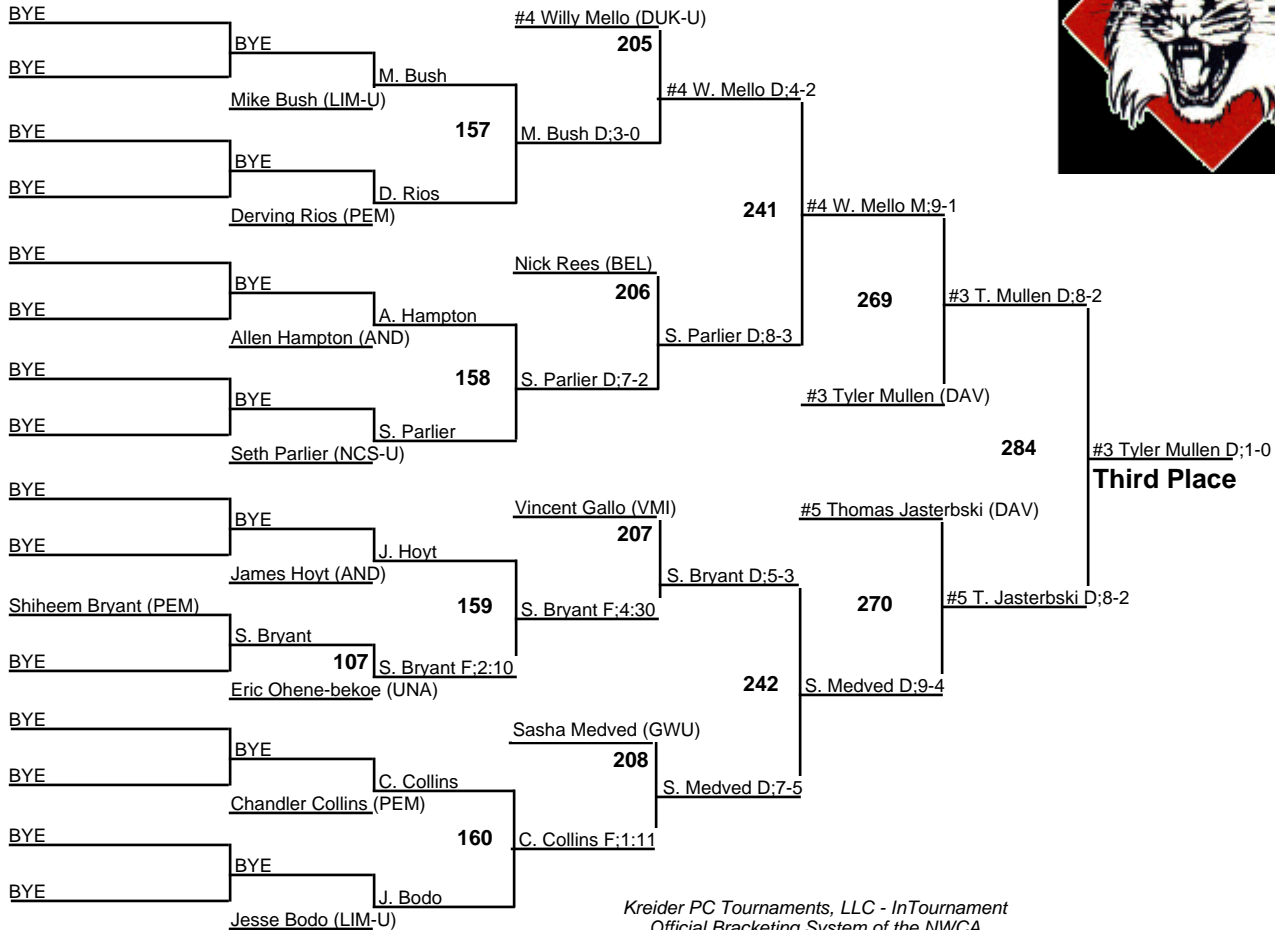 BYE
#4 Willy Mello (DUK-U)
BYE
205
BYE
M. Bush
#4 W. Mello D;4-2
Mike Bush (LIM-U)
157
M. Bush D;3-0
BYE
BYE
BYE
D. Rios
241
#4 W. Mello M;9-1
Derving Rios (PEM)
BYE
Nick Rees (BEL)
BYE
206
269
#3 T. Mullen D;8-2
BYE
A. Hampton
Allen Hampton (AND)
S. Parlier D;8-3
158
S. Parlier D;7-2
BYE
BYE
#3 Tyler Mullen (DAV)
BYE
S. Parlier
284
#3 Tyler Mullen D;1-0
Seth Parlier (NCS-U)
Third Place
BYE
Vincent Gallo (VMI)
#5 Thomas Jasterbski (DAV)
BYE
207
BYE
J. Hoyt
James Hoyt (AND)
S. Bryant D;5-3
Shiheem Bryant (PEM)
159
S. Bryant F;4:30
270
#5 T. Jasterbski D;8-2
S. Bryant
BYE
107
S. Bryant F;2:10
Eric Ohene-bekoe (UNA)
242
S. Medved D;9-4
BYE
Sasha Medved (GWU)
BYE
208
BYE
C. Collins
S. Medved D;7-5
Chandler Collins (PEM)
BYE
160
C. Collins F;1:11
BYE
BYE
J. Bodo
Jesse Bodo (LIM-U)
Kreider PC Tournaments, LLC - InTournament
Official Bracketing System of the NWCA